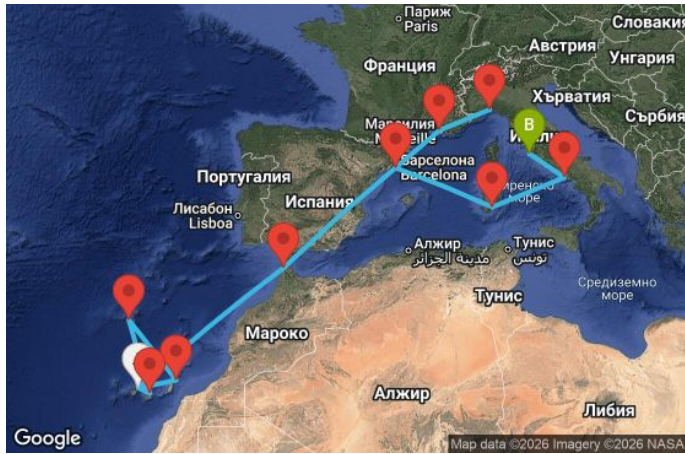 Париж
Paris
Словакия
Австрия
Унгария
Франция
Хърватия
Сърбия
Марсилия
Marseille
B
Барселона
Barcelona
Португалия
Испания
Лисабон
Lisboa
Алжир
مدينة الجزائر
Тунис
تونس
Средиземно
море
Тунис
Мароко
Алжир
Либия
Google
Map data ©2026 Imagery ©2026 NASA